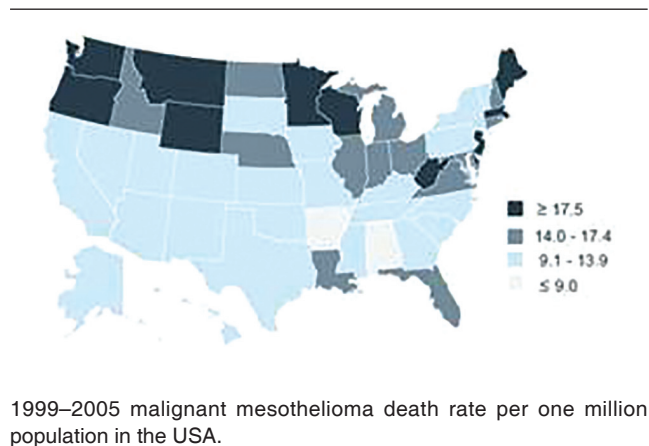 ≥ 17.5
14.0 - 17.4
9.1 - 13.9
≤ 9.0
1999–2005 malignant mesothelioma death rate per one million
population in the USA.